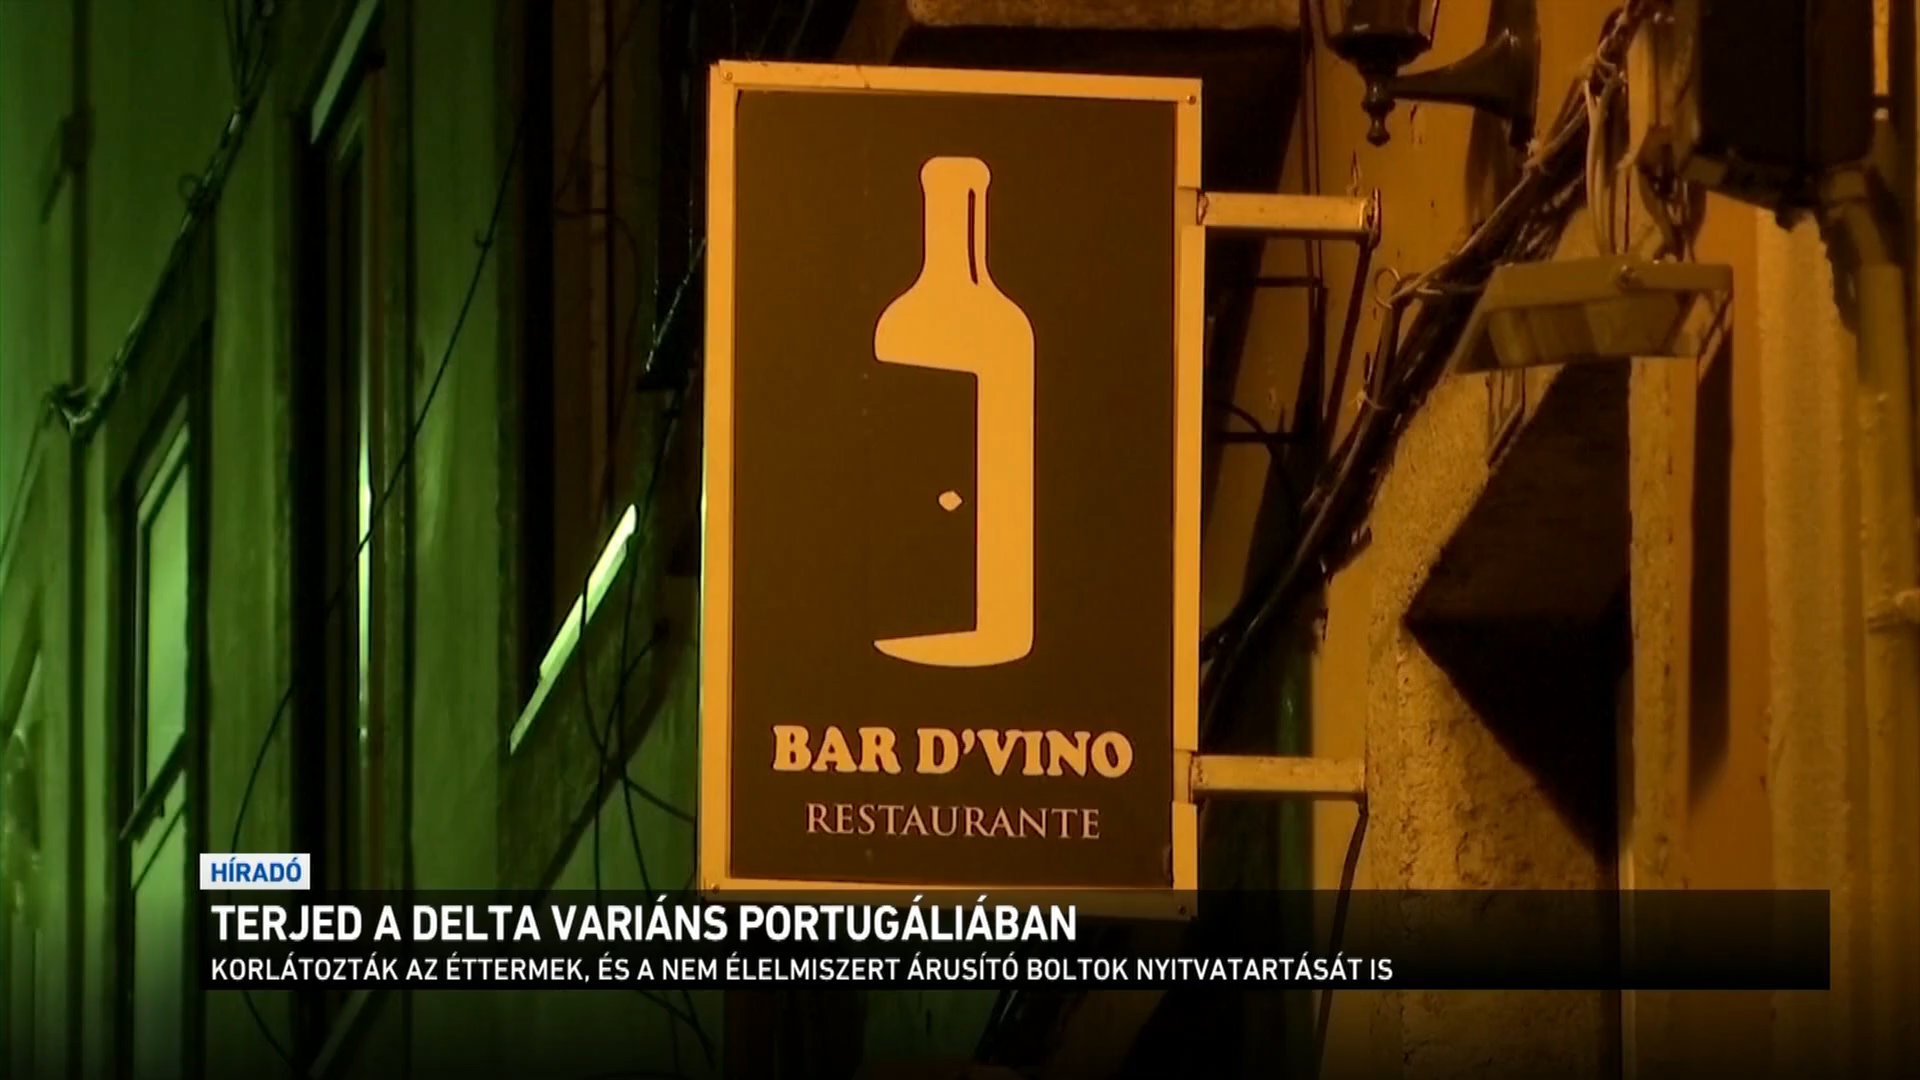 BAR D'VINO
RESTAURANTE
HÍRADÓ
TERJED A DELTA VARIÁNS PORTUGÁLIÁBAN
KORLÁTOZTÁK AZ ÉTTERMEK, ÉS A NEM ÉLELMISZERT ÁRUSÍTÓ BOLTOK NYITVATARTÁSÁT IS